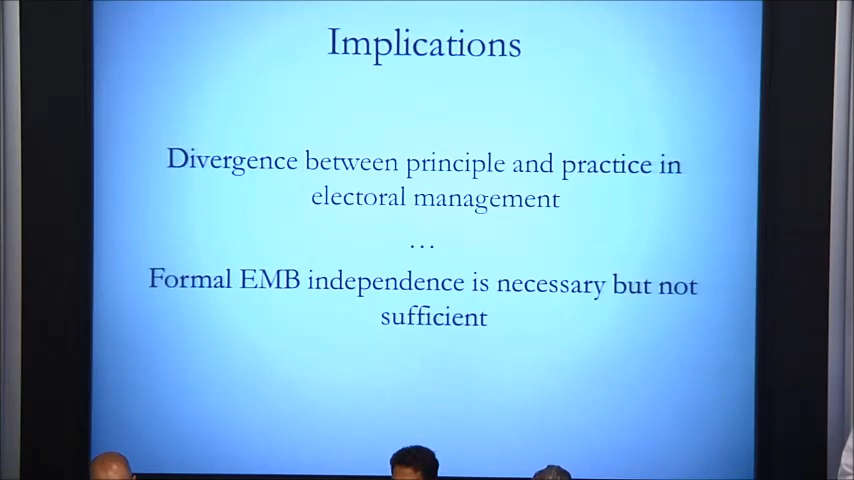 Implications
Divergence between principle and practice in
electoral management
…
Formal EMB independence is necessary but not
sufficient